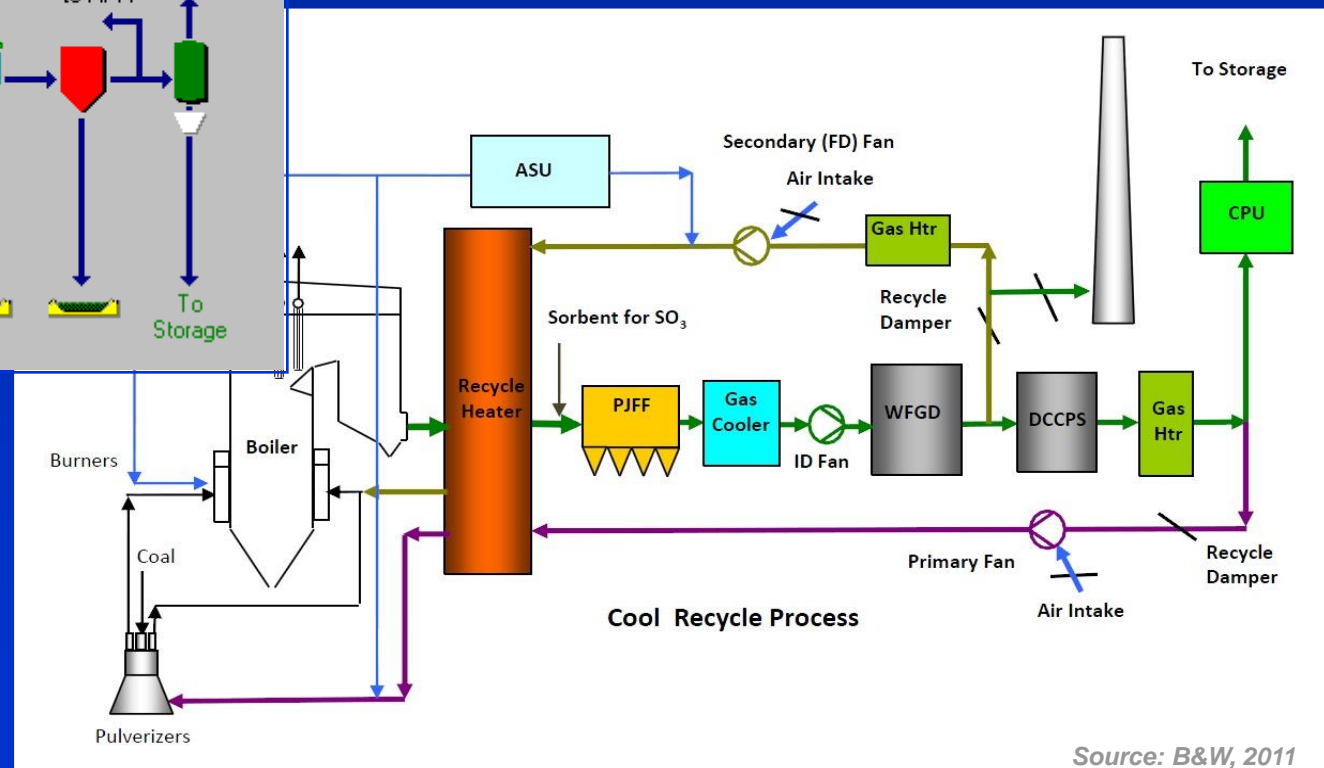 To
Storage
To Storage
Secondary (FD) Fan
Air Intake
ASU
CPU
Gas Htr
Recycle
Damper
Sorbent for SO₃
Recycle
Heater
PJFF
Gas
Cooler
ID Fan
WFGD
DCCPS
Gas
Htr
Boiler
Burners
Coal
Pulverizers
Primary Fan
Air Intake
Recycle
Damper
Cool Recycle Process
Source: B&W, 2011